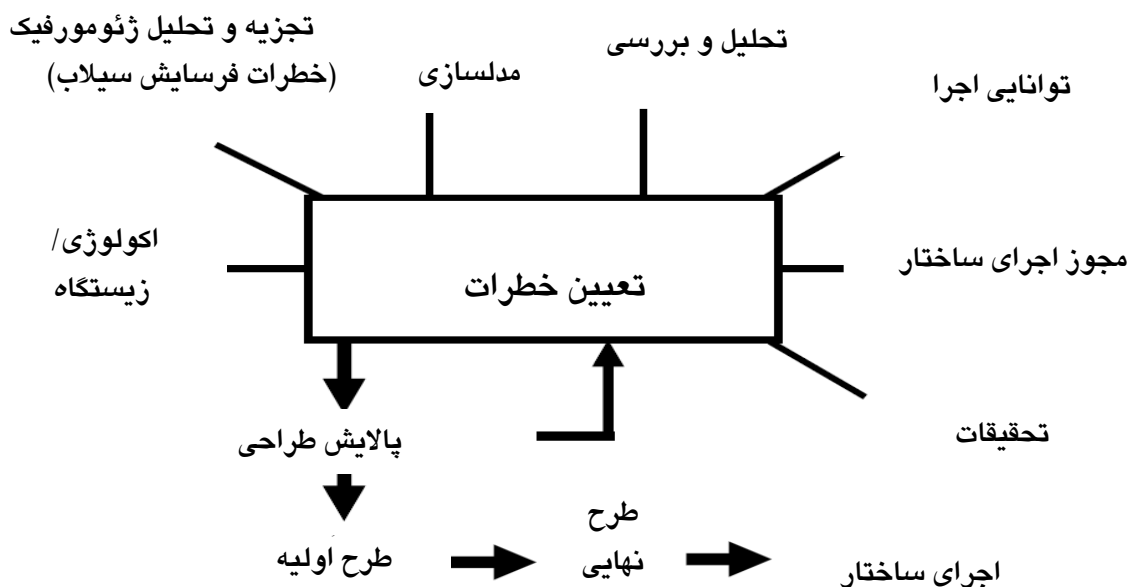 تجزیه و تحلیل ژئومورفیک
(خطرات فرسایش سیلاب)
مدلسازی
تحلیل و بررسی
توانایی اجرا
اکولوژی/
زیستگاه
تعیین خطرات
مجوز اجرای ساختار
پالایش طراحی
تحقیقات
طرح اولیه
طرح
نهایی
اجرای ساختار